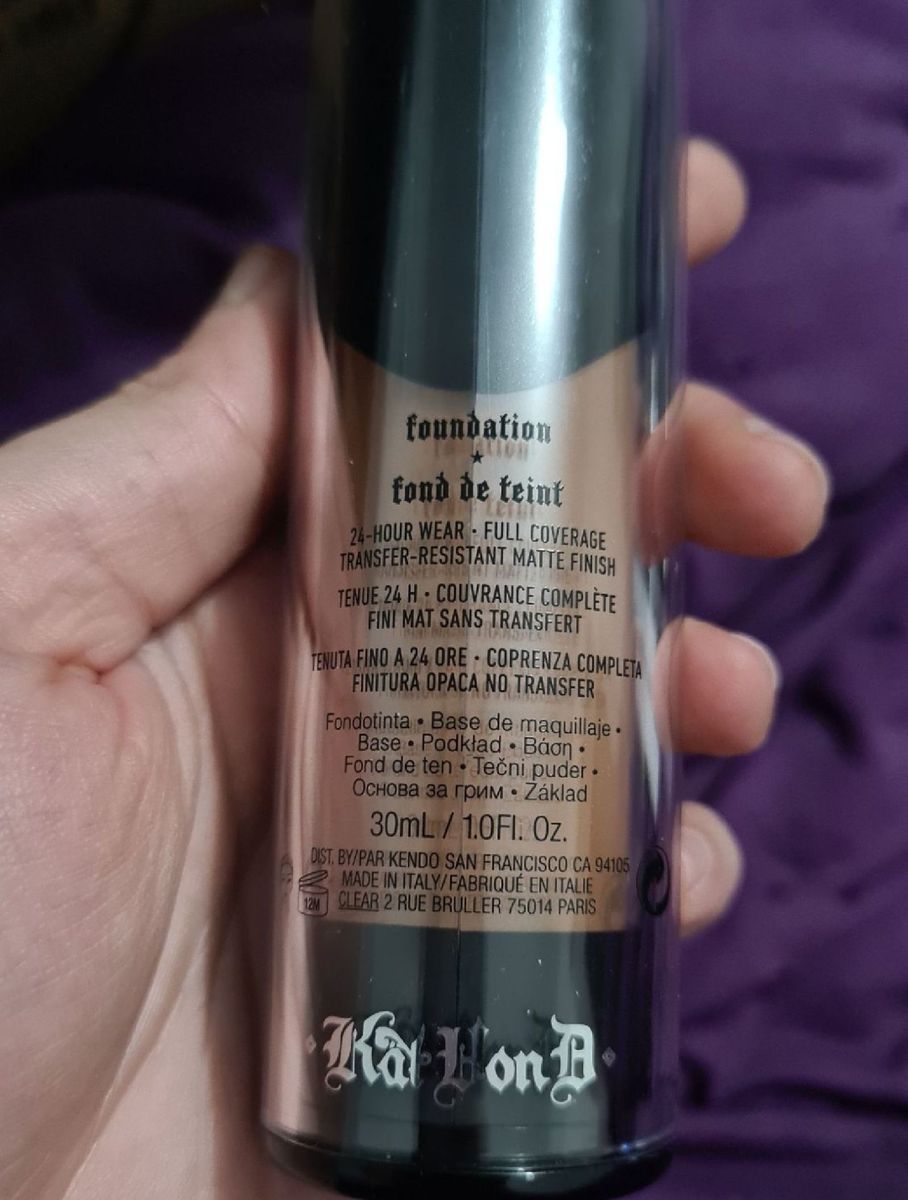 foundation
★
fond de teint
24-HOUR WEAR • FULL COVERAGE
TRANSFER-RESISTANT MATTE FINISH
TENUE 24 H • COUVRANCE COMPLÈTE
FINI MAT SANS TRANSFERT
TENUTA FINO A 24 ORE • COPRENZA COMPLETA
FINITURA OPACA NO TRANSFER
Fondotinta • Base de maquillaje •
Base • Podkład • Βάση •
Fond de ten • Tečni puder •
Основа за грим • Základ
30mL / 1.0Fl. Oz.
DIST. BY/PAR KENDO SAN FRANCISCO CA 94105
MADE IN ITALY/FABRIQUÉ EN ITALIE
12M CLEAR 2 RUE BRULLER 75014 PARIS
Kat Von D